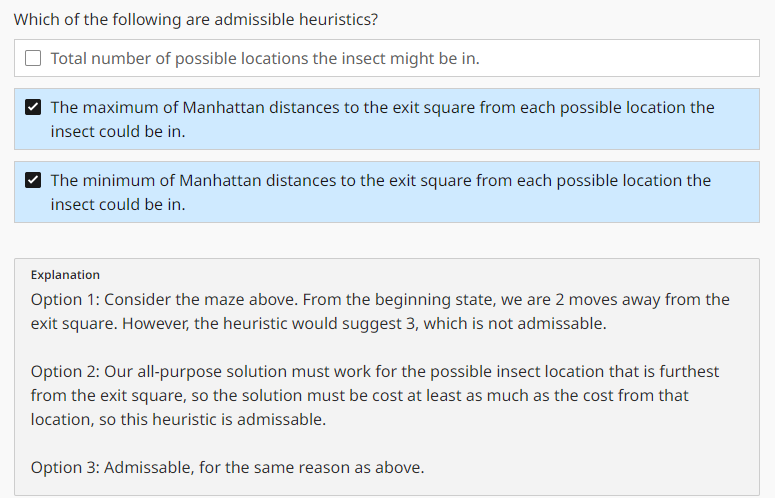 Which of the following are admissible heuristics?
Total number of possible locations the insect might be in.
The maximum of Manhattan distances to the exit square from each possible location the
insect could be in.
The minimum of Manhattan distances to the exit square from each possible location the
insect could be in.
Explanation
Option 1: Consider the maze above. From the beginning state, we are 2 moves away from the
exit square. However, the heuristic would suggest 3, which is not admissable.
Option 2: Our all-purpose solution must work for the possible insect location that is furthest
from the exit square, so the solution must be cost at least as much as the cost from that
location, so this heuristic is admissable.
Option 3: Admissable, for the same reason as above.